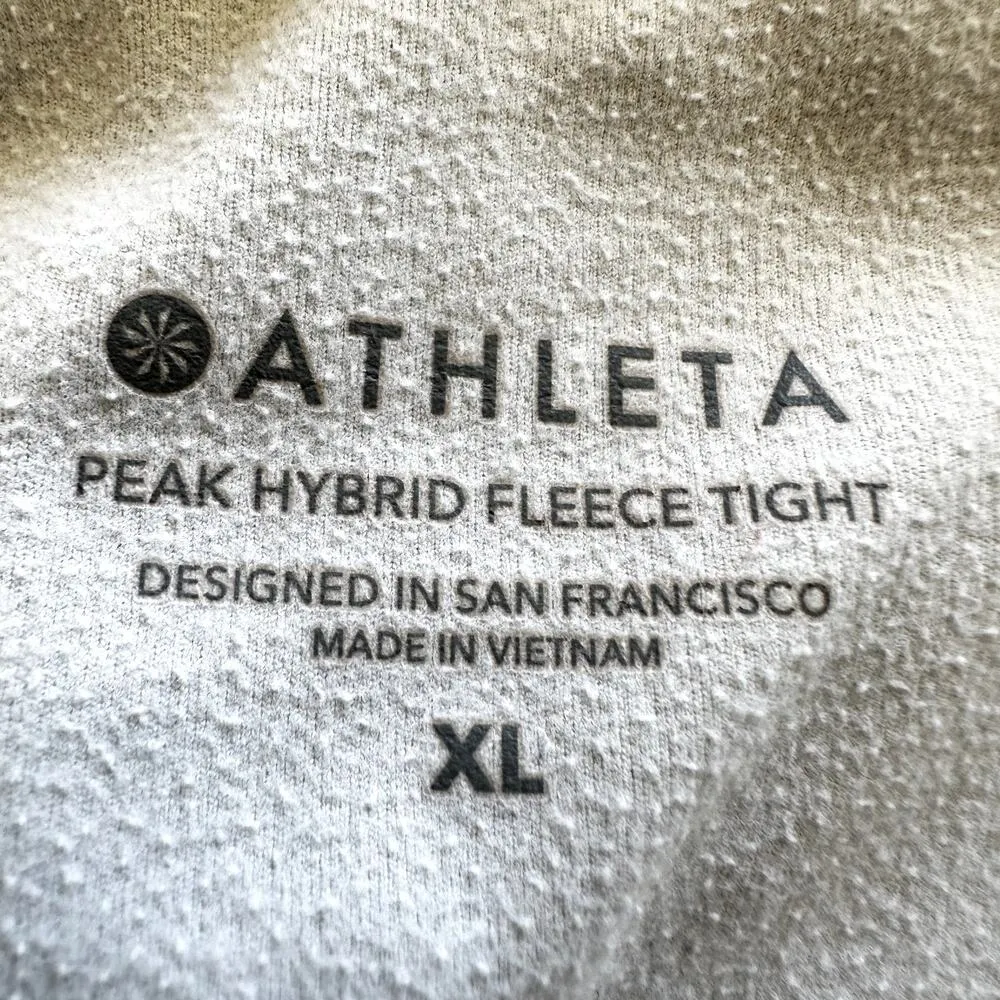 ATHLETA
PEAK HYBRID FLEECE TIGHT
DESIGNED IN SAN FRANCISCO
MADE IN VIETNAM
XL